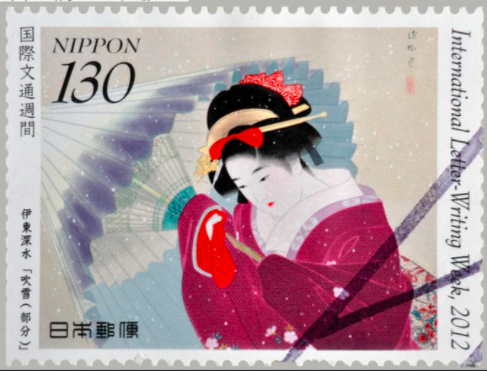 国際文通週間
NIPPON
130
International Letter-Writing Week, 2012
伊東深水「吹雪(部分)」
日本郵便